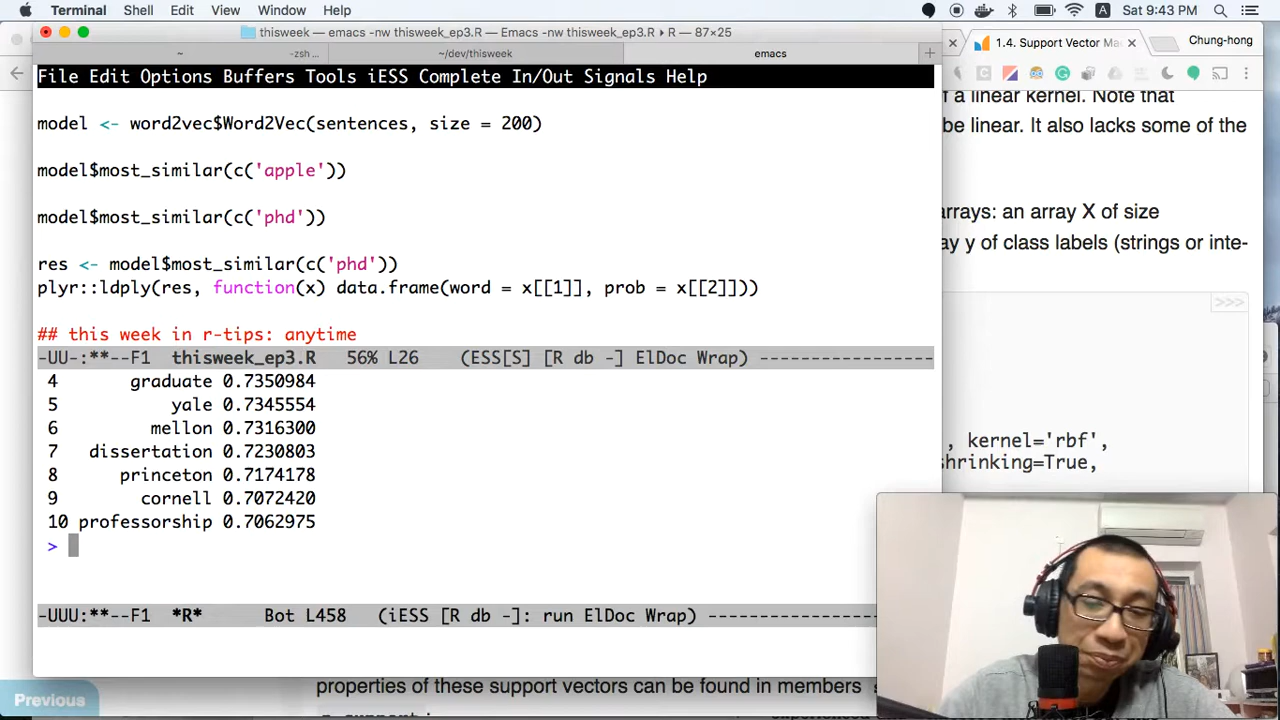 Terminal Shell Edit View Window Help
Sat 9:43 PM
thisweek — emacs -nw thisweek_ep3.R — Emacs -nw thisweek_ep3.R ▸ R — 87×25
~ -zsh ...
~/dev/thisweek
emacs
+
1.4. Support Vector Ma
Chung-hong
File Edit Options Buffers Tools iESS Complete In/Out Signals Help
model <- word2vec$Word2Vec(sentences, size = 200)
model$most_similar(c('apple'))
model$most_similar(c('phd'))
res <- model$most_similar(c('phd'))
plyr::ldply(res, function(x) data.frame(word = x[[1]], prob = x[[2]]))
## this week in r-tips: anytime
-UU-:**--F1 thisweek_ep3.R 56% L26 (ESS[S] [R db -] ElDoc Wrap) -----------------
4 graduate 0.7350984
5 yale 0.7345554
6 mellon 0.7316300
7 dissertation 0.7230803
8 princeton 0.7174178
9 cornell 0.7072420
10 professorship 0.7062975
>
-UUU:**--F1 *R* Bot L458 (iESS [R db -]: run ElDoc Wrap) ------------------
f a linear kernel. Note that
be linear. It also lacks some of the
arrays: an array X of size
ay y of class labels (strings or inte-
>>>
, kernel='rbf',
shrinking=True,
Previous
properties of these support vectors can be found in members